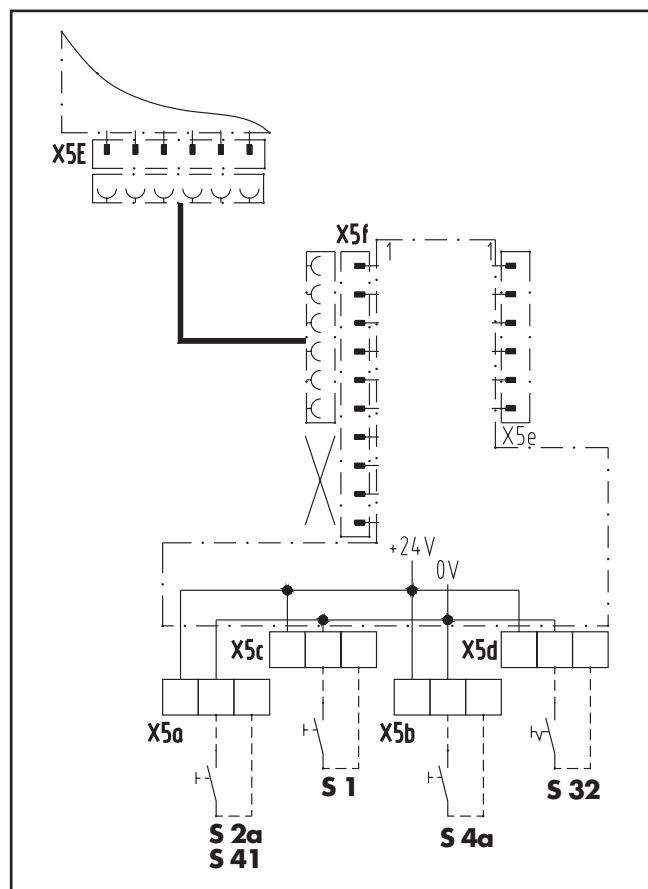 X5E
X5f
1 1
X5e
+24V
0V
X5c X5d
X5a X5b
S 1 S 32
S 2a S 4a
S 41